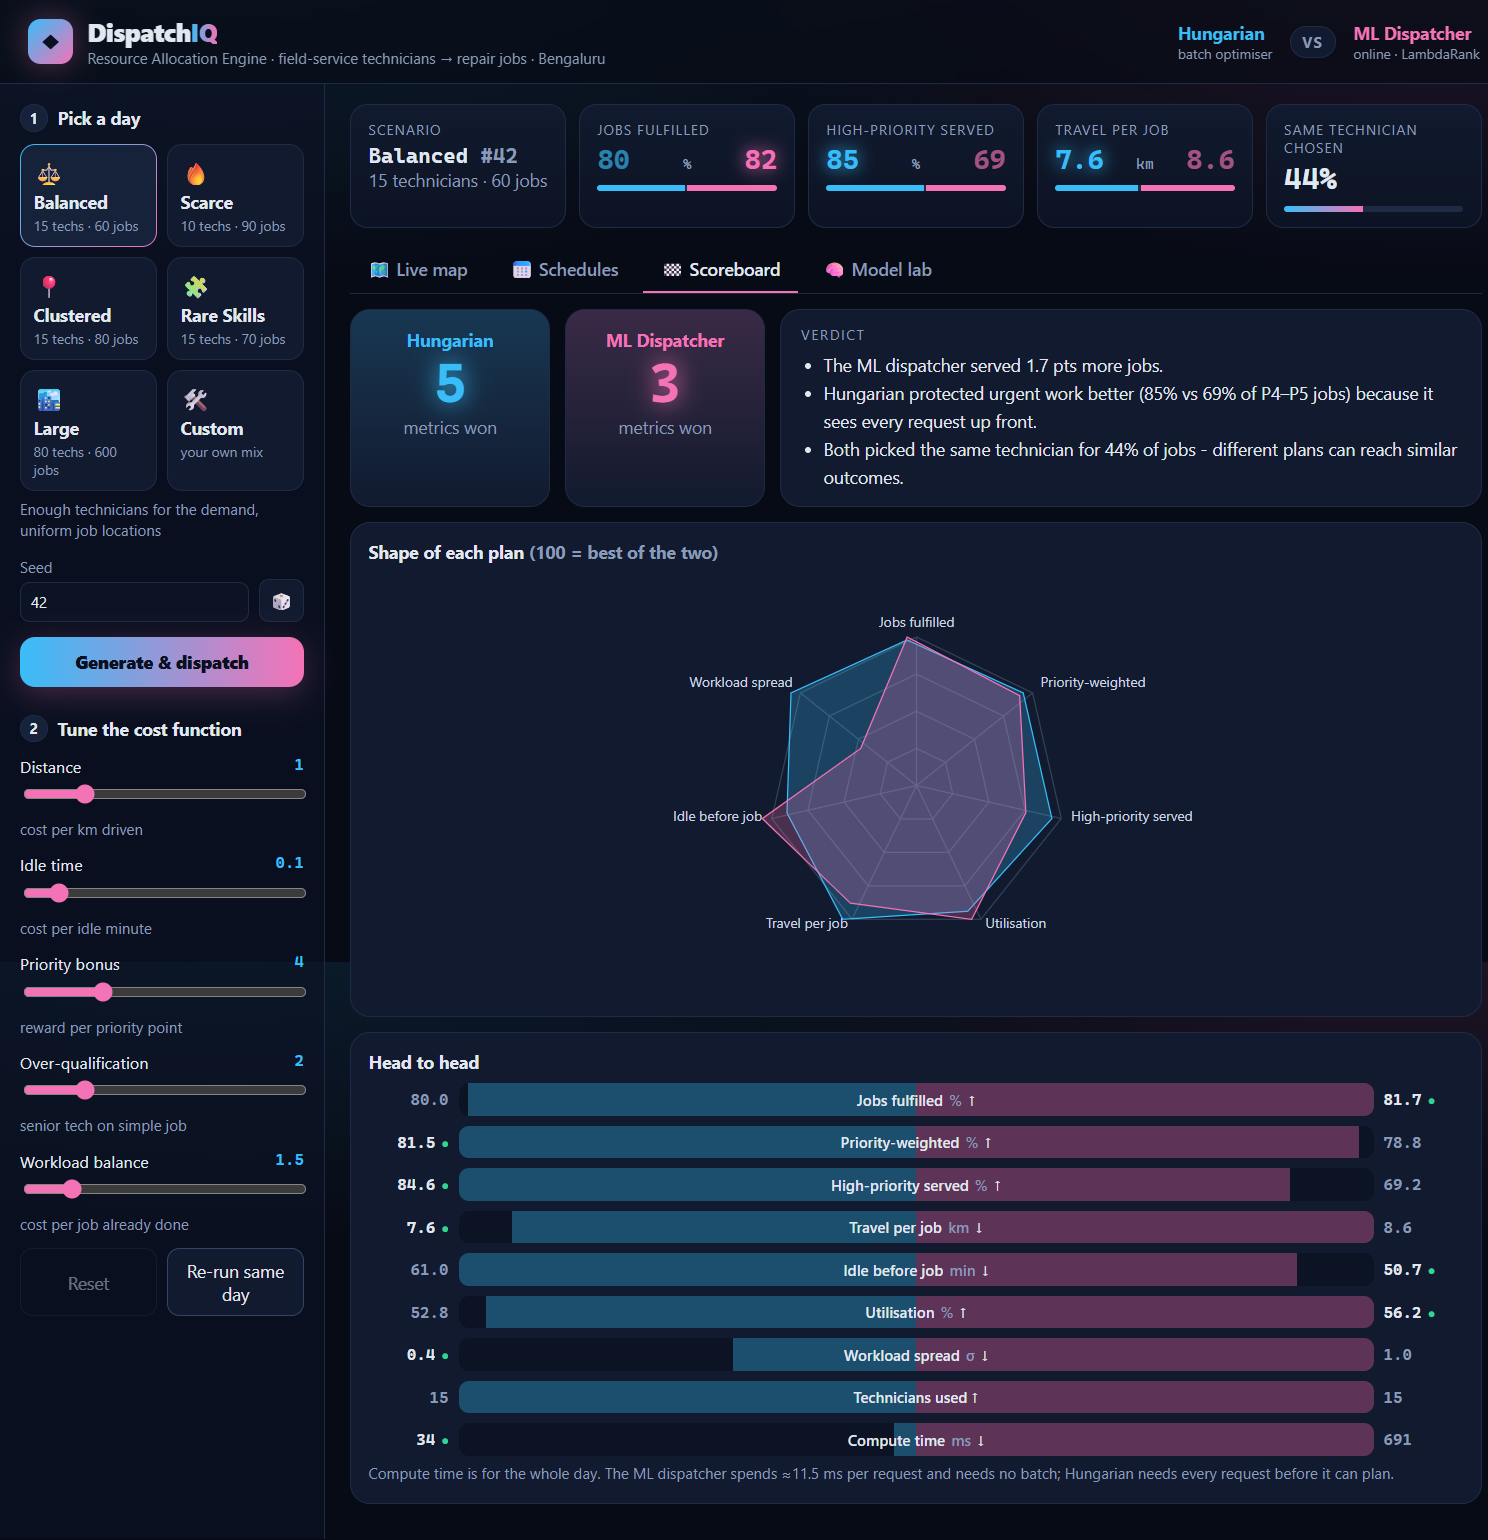 DispatchIQ
Resource Allocation Engine · field-service technicians → repair jobs · Bengaluru
Hungarian
batch optimiser
VS
ML Dispatcher
online · LambdaRank
1 Pick a day
Balanced
15 techs · 60 jobs
Scarce
10 techs · 90 jobs
Clustered
15 techs · 80 jobs
Rare Skills
15 techs · 70 jobs
Large
80 techs · 600
jobs
Custom
your own mix
Enough technicians for the demand,
uniform job locations
Seed
42
Generate & dispatch
2 Tune the cost function
Distance 1
cost per km driven
Idle time 0.1
cost per idle minute
Priority bonus 4
reward per priority point
Over-qualification 2
senior tech on simple job
Workload balance 1.5
cost per job already done
Reset
Re-run same
day
SCENARIO
Balanced #42
15 technicians · 60 jobs
JOBS FULFILLED
80 % 82
HIGH-PRIORITY SERVED
85 % 69
TRAVEL PER JOB
7.6 km 8.6
SAME TECHNICIAN
CHOSEN
44%
Live map
Schedules
Scoreboard
Model lab
Hungarian
5
metrics won
ML Dispatcher
3
metrics won
VERDICT
• The ML dispatcher served 1.7 pts more jobs.
• Hungarian protected urgent work better (85% vs 69% of P4–P5 jobs) because it
sees every request up front.
• Both picked the same technician for 44% of jobs - different plans can reach similar
outcomes.
Shape of each plan (100 = best of the two)
Jobs fulfilled
Workload spread
Priority-weighted
Idle before job
High-priority served
Travel per job
Utilisation
Head to head
80.0 Jobs fulfilled % ↑ 81.7
81.5 Priority-weighted % ↑ 78.8
84.6 High-priority served % ↑ 69.2
7.6 Travel per job km ↓ 8.6
61.0 Idle before job min ↓ 50.7
52.8 Utilisation % ↑ 56.2
0.4 Workload spread σ ↓ 1.0
15 Technicians used ↑ 15
34 Compute time ms ↓ 691
Compute time is for the whole day. The ML dispatcher spends ≈11.5 ms per request and needs no batch; Hungarian needs every request before it can plan.